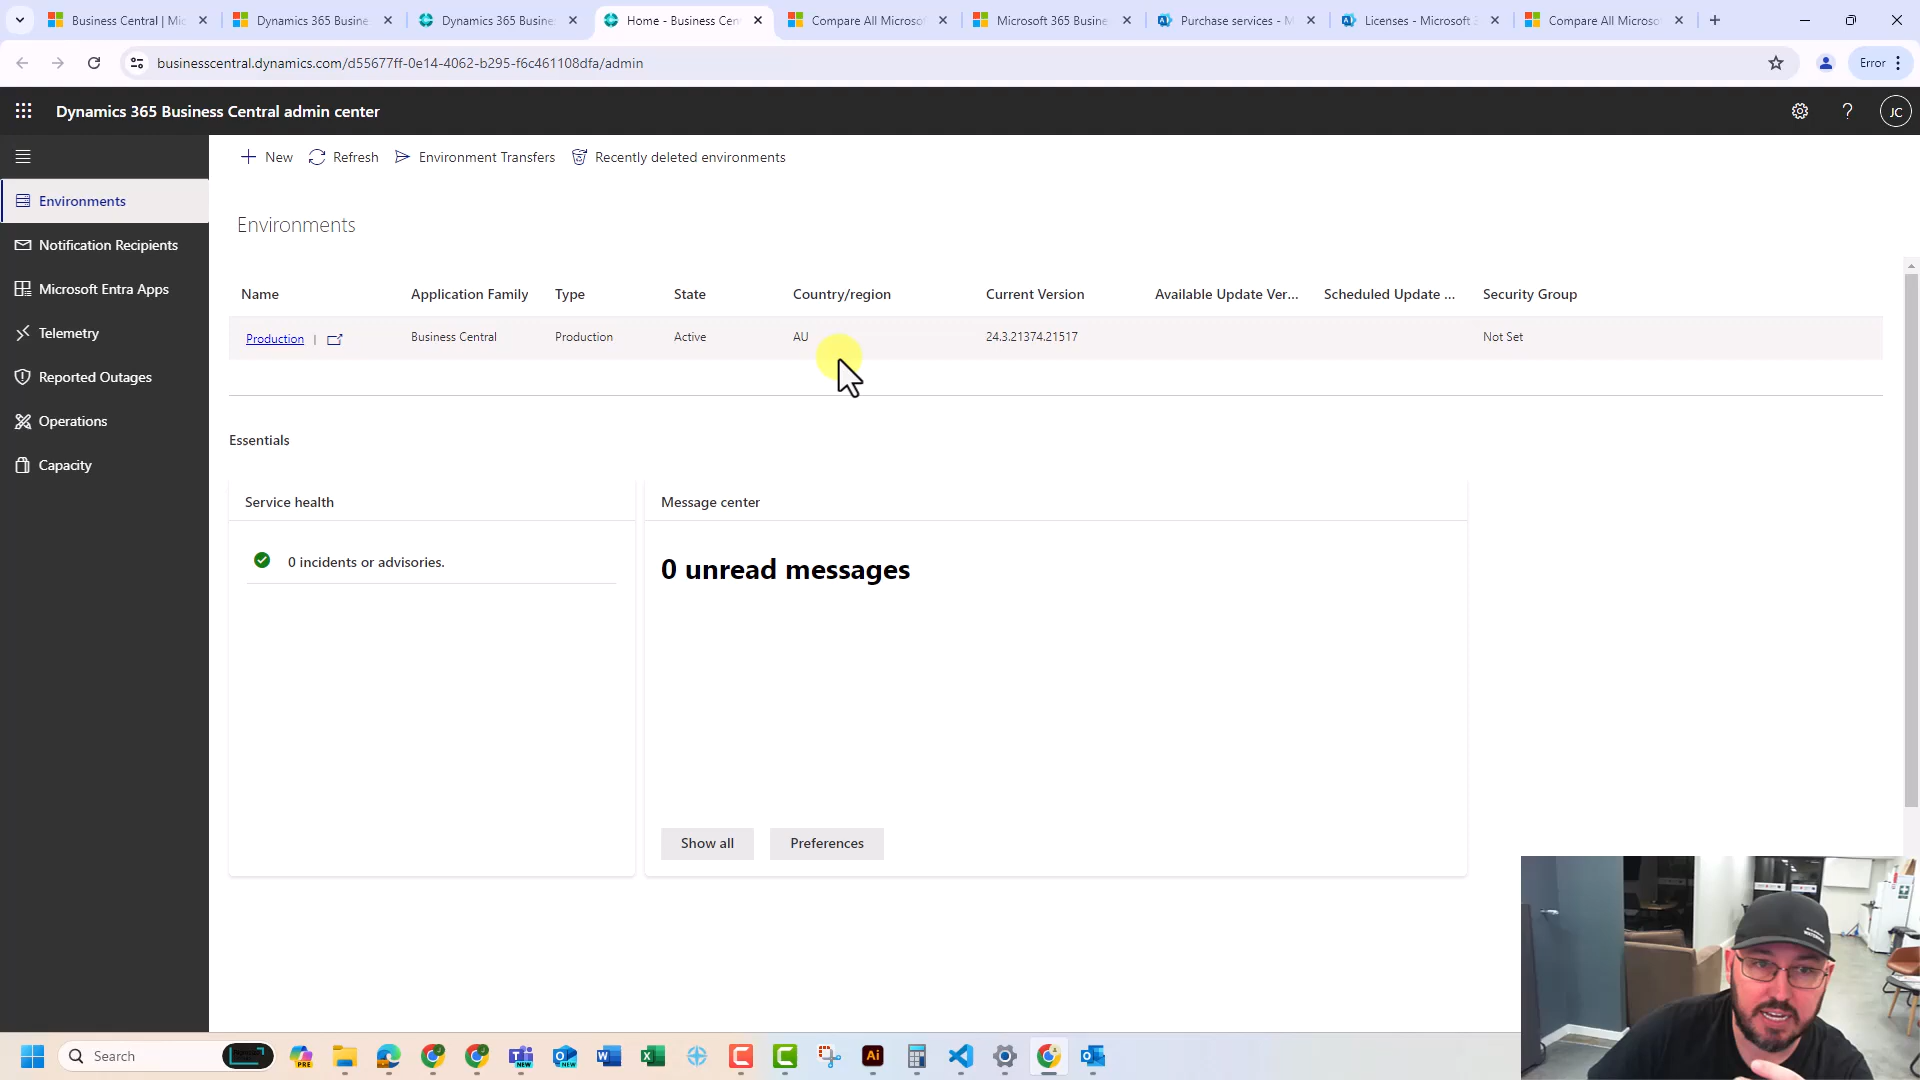 Business Central | Mic
Dynamics 365 Busine
Dynamics 365 Busine
Home - Business Cen
Compare All Microso
Microsoft 365 Busine
Purchase services - M
Licenses - Microsoft 3
Compare All Microso
businesscentral.dynamics.com/d55677ff-0e14-4062-b295-f6c461108dfa/admin
Error
Dynamics 365 Business Central admin center
JC
New
Refresh
Environment Transfers
Recently deleted environments
Environments
Notification Recipients
Microsoft Entra Apps
Telemetry
Reported Outages
Operations
Capacity
Environments
Name Application Family Type State Country/region Current Version Available Update Ver... Scheduled Update ... Security Group
Production | Business Central Production Active AU 24.3.21374.21517 Not Set
Essentials
Service health
0 incidents or advisories.
Message center
0 unread messages
Show all
Preferences
Search
PRE
NEW
NEW
Ai